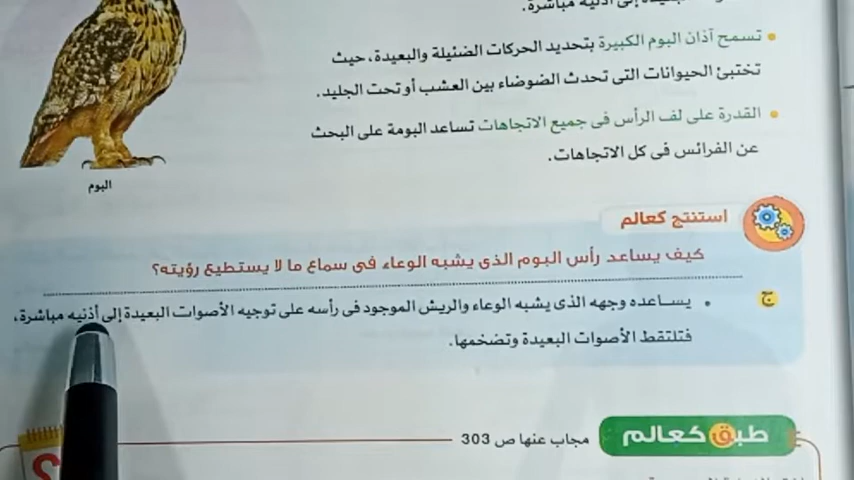 إلى أذنيه مباشرة.
تسمح آذان البوم الكبيرة بتحديد الحركات الضئيلة والبعيدة، حيث
تختبئ الحيوانات التى تحدث الضوضاء بين العشب أو تحت الجليد.
القدرة على لف الرأس فى جميع الاتجاهات تساعد البومة على البحث
عن الفرائس فى كل الاتجاهات.
البوم
استنتج كعالم
كيف يساعد رأس البوم الذى يشبه الوعاء فى سماع ما لا يستطيع رؤيته؟
ج
يساعده وجهه الذى يشبه الوعاء والريش الموجود فى رأسه على توجيه الأصوات البعيدة إلى أذنيه مباشرة،
فتلتقط الأصوات البعيدة وتضخمها.
طبق كعالم
مجاب عنها ص 303
؟